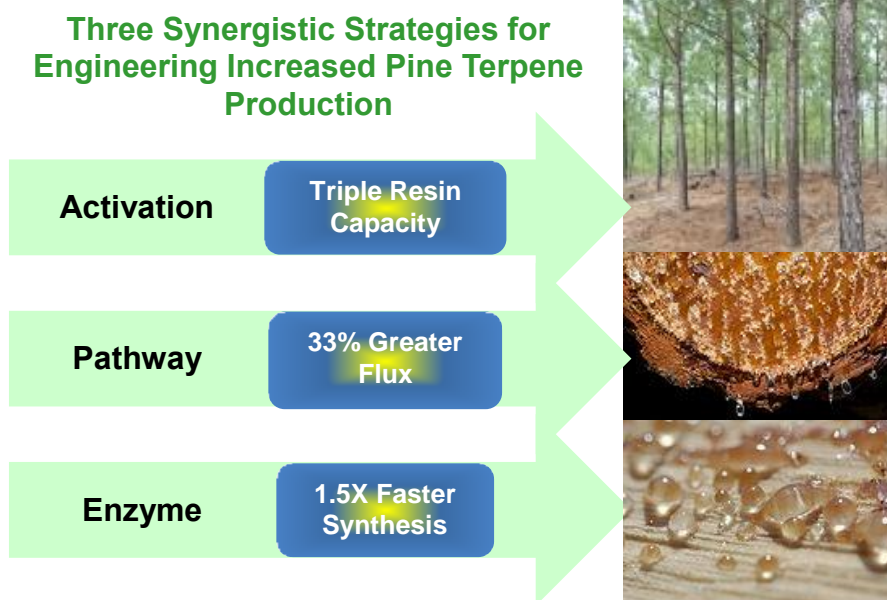 Three Synergistic Strategies for
Engineering Increased Pine Terpene
Production
Activation
Triple Resin
Capacity
Pathway
33% Greater
Flux
Enzyme
1.5X Faster
Synthesis